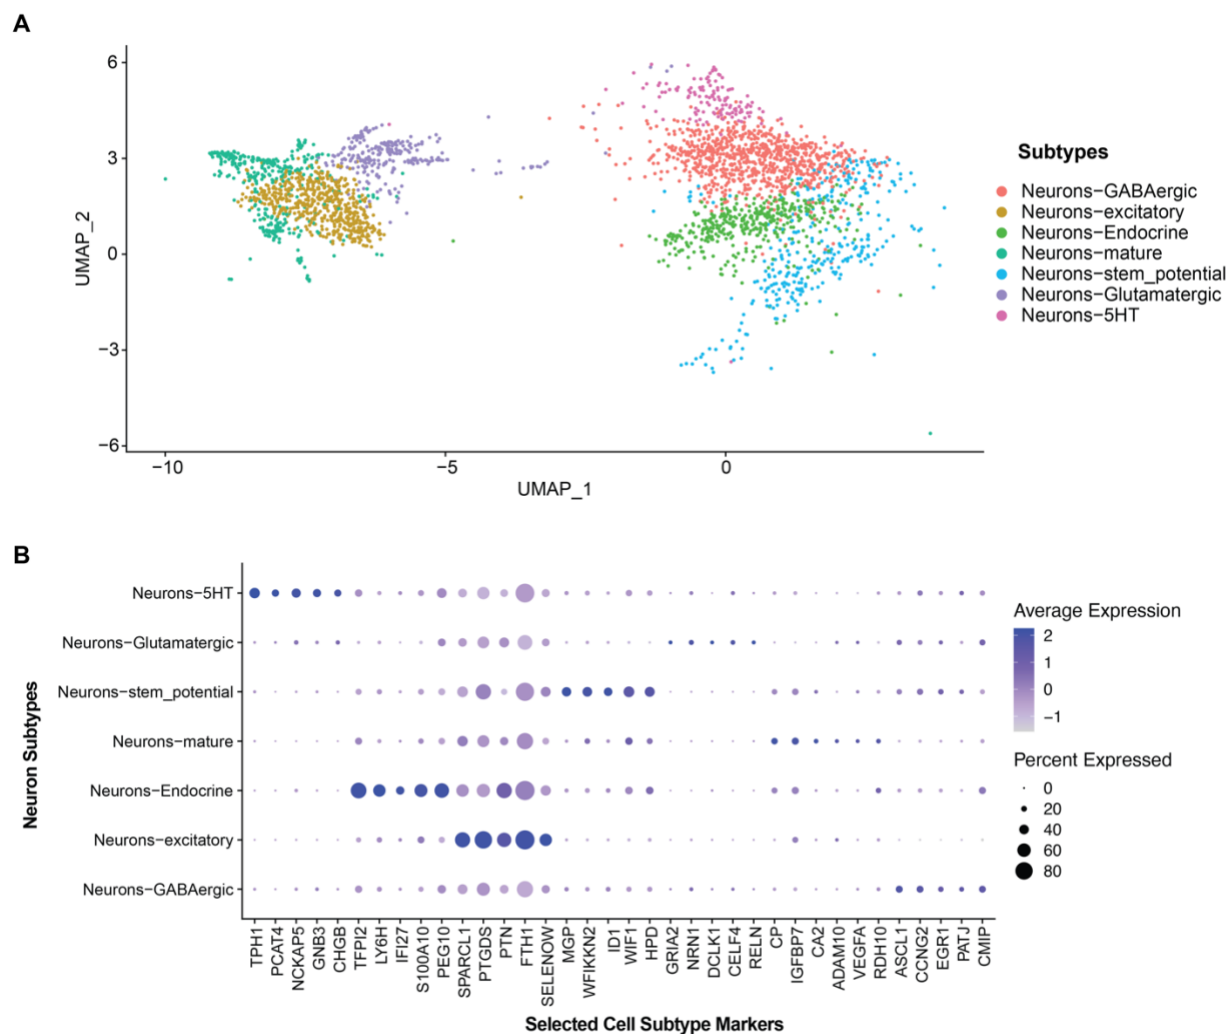 A
6
3
0
−3
−6
UMAP_2
−10
−5
0
UMAP_1
Subtypes
Neurons−GABAergic
Neurons−excitatory
Neurons−Endocrine
Neurons−mature
Neurons−stem_potential
Neurons−Glutamatergic
Neurons−5HT
B
Neuron Subtypes
Neurons−5HT
Neurons−Glutamatergic
Neurons−stem_potential
Neurons−mature
Neurons−Endocrine
Neurons−excitatory
Neurons−GABAergic
TPH1
PCAT4
NCKAP5
GNB3
CHGB
TFPI2
LY6H
IFI27
S100A10
PEG10
SPARCL1
PTGDS
PTN
FTH1
SELENOW
MGP
WFIKKN2
ID1
WIF1
HPD
GRIA2
NRN1
DCLK1
CELF4
RELN
CP
IGFBP7
CA2
ADAM10
VEGFA
RDH10
ASCL1
CCNG2
EGR1
PATJ
CMIP1
Selected Cell Subtype Markers
Average Expression
2
1
0
−1
Percent Expressed
0
20
40
60
80